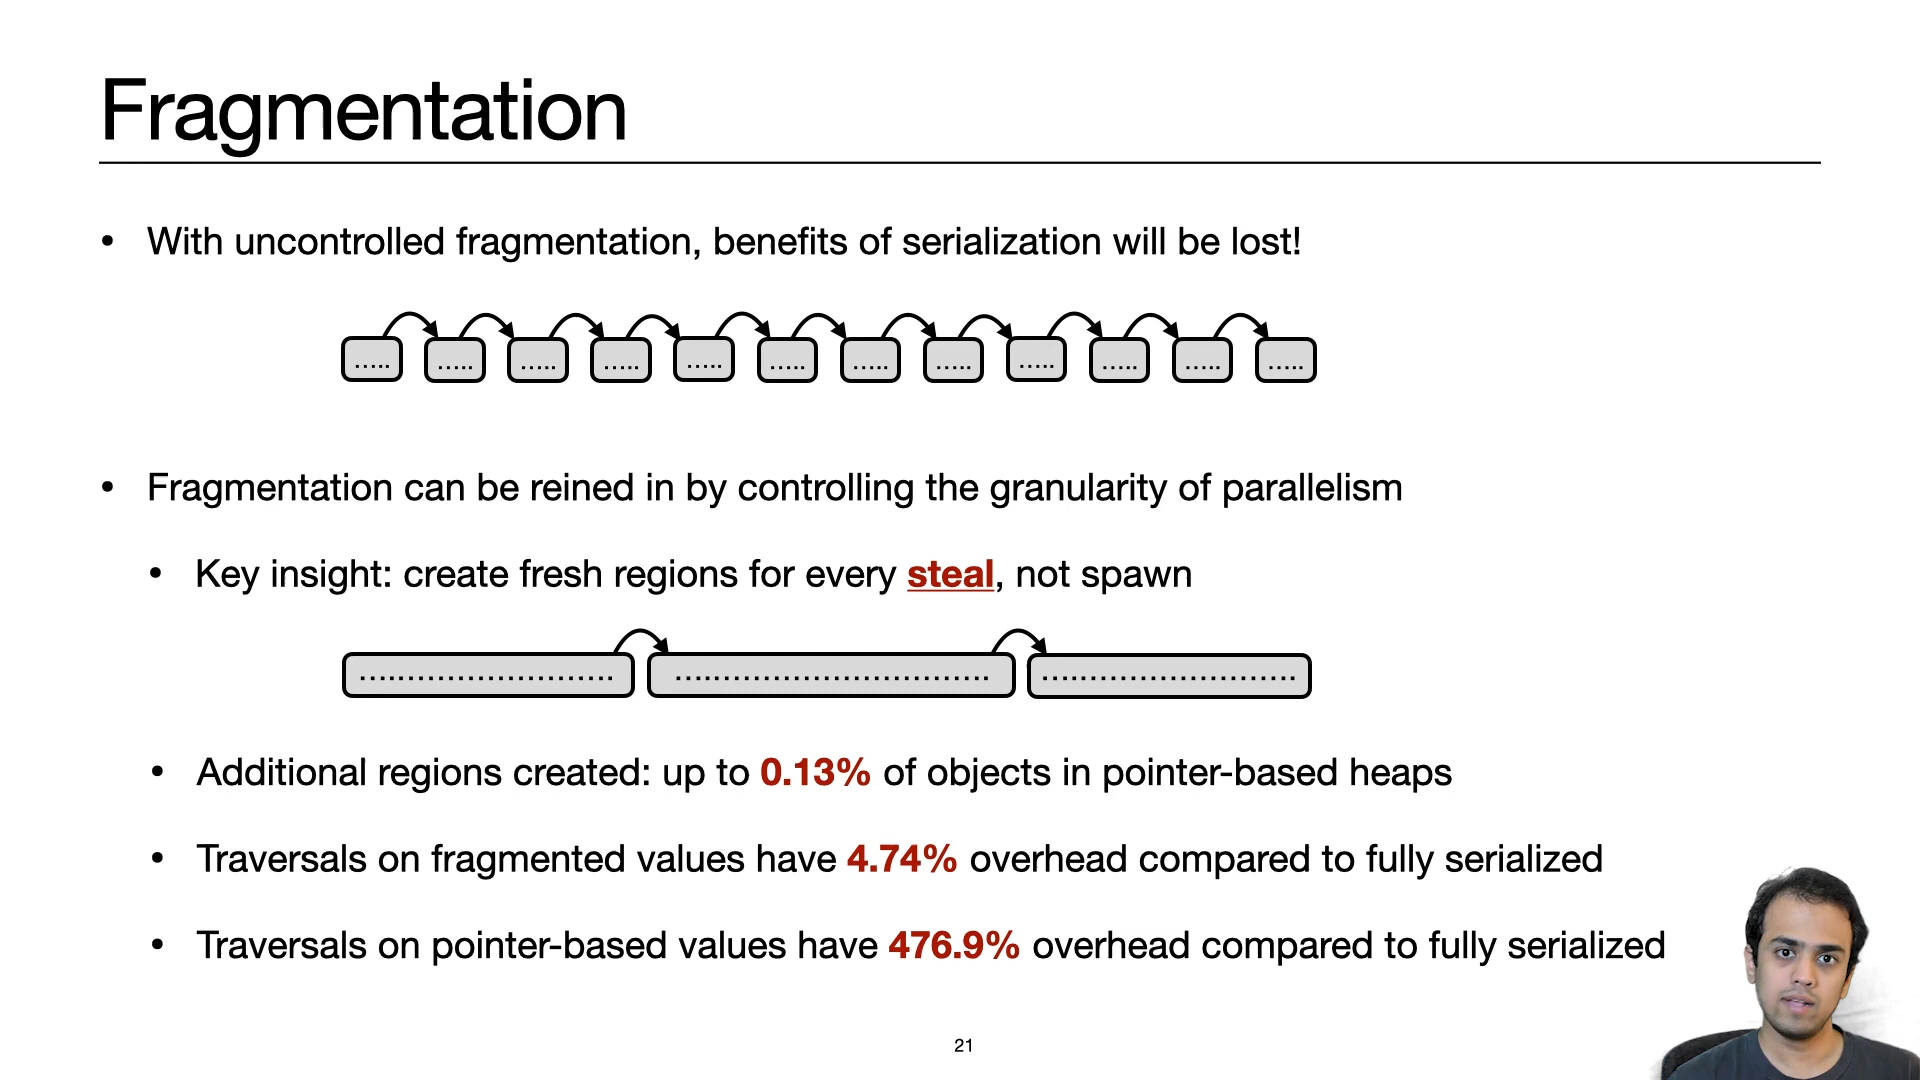 Fragmentation
• With uncontrolled fragmentation, benefits of serialization will be lost!
..... ..... ..... ..... ..... ..... ..... ..... ..... ..... ..... .....
• Fragmentation can be reined in by controlling the granularity of parallelism
• Key insight: create fresh regions for every steal, not spawn
• Additional regions created: up to 0.13% of objects in pointer-based heaps
• Traversals on fragmented values have 4.74% overhead compared to fully serialized
• Traversals on pointer-based values have 476.9% overhead compared to fully serialized
21